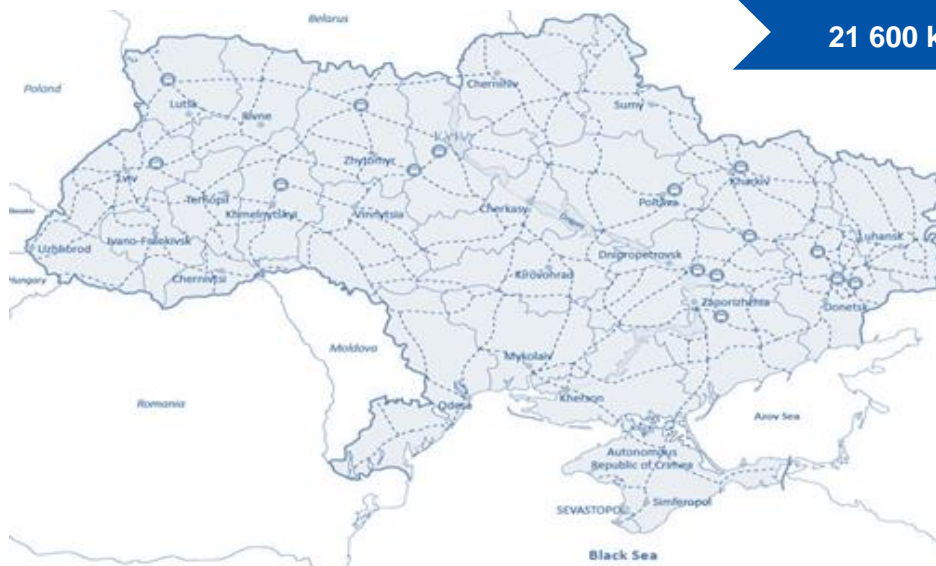 Belarus
21 600 k
Poland
Chernihiv
Lutsk
Rivne
Sumy
KYIV
Zhytomyr
Lviv
Kharkiv
Ternopil
Khmelnytskyi
Vinnytsia
Cherkasy
Poltava
Uzhhorod
Ivano-Frankivsk
Dnipropetrovsk
Luhansk
Hungary
Chernivtsi
Kirovohrad
Zaporizhzhia
Donetsk
Moldova
Mykolaiv
Romania
Odesa
Kherson
Azov Sea
Autonomous
Republic of Crimea
SEVASTOPOL
Simferopol
Black Sea